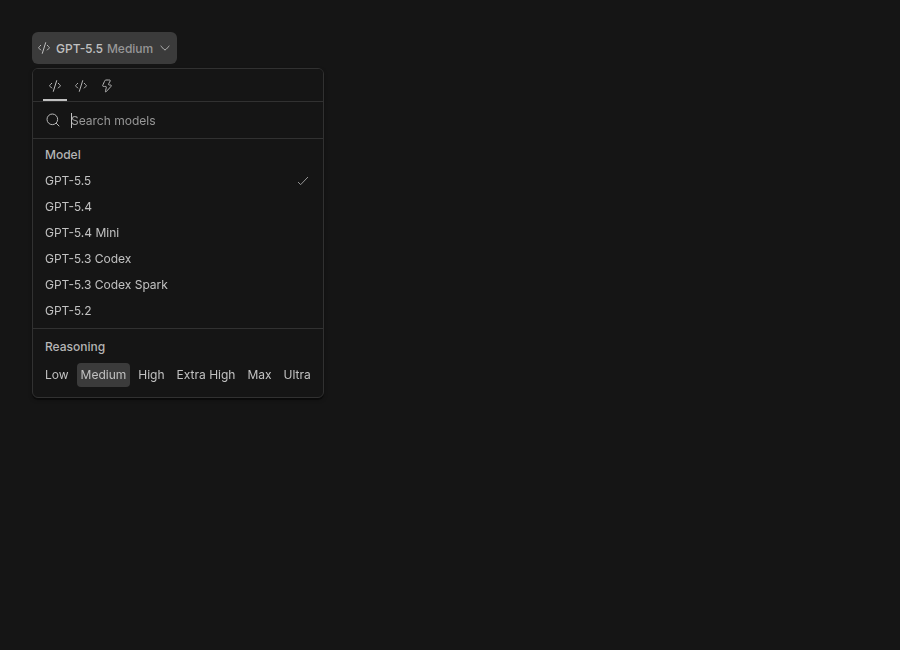 GPT-5.5 Medium
Search models
Model
GPT-5.5
GPT-5.4
GPT-5.4 Mini
GPT-5.3 Codex
GPT-5.3 Codex Spark
GPT-5.2
Reasoning
Low Medium High Extra High Max Ultra